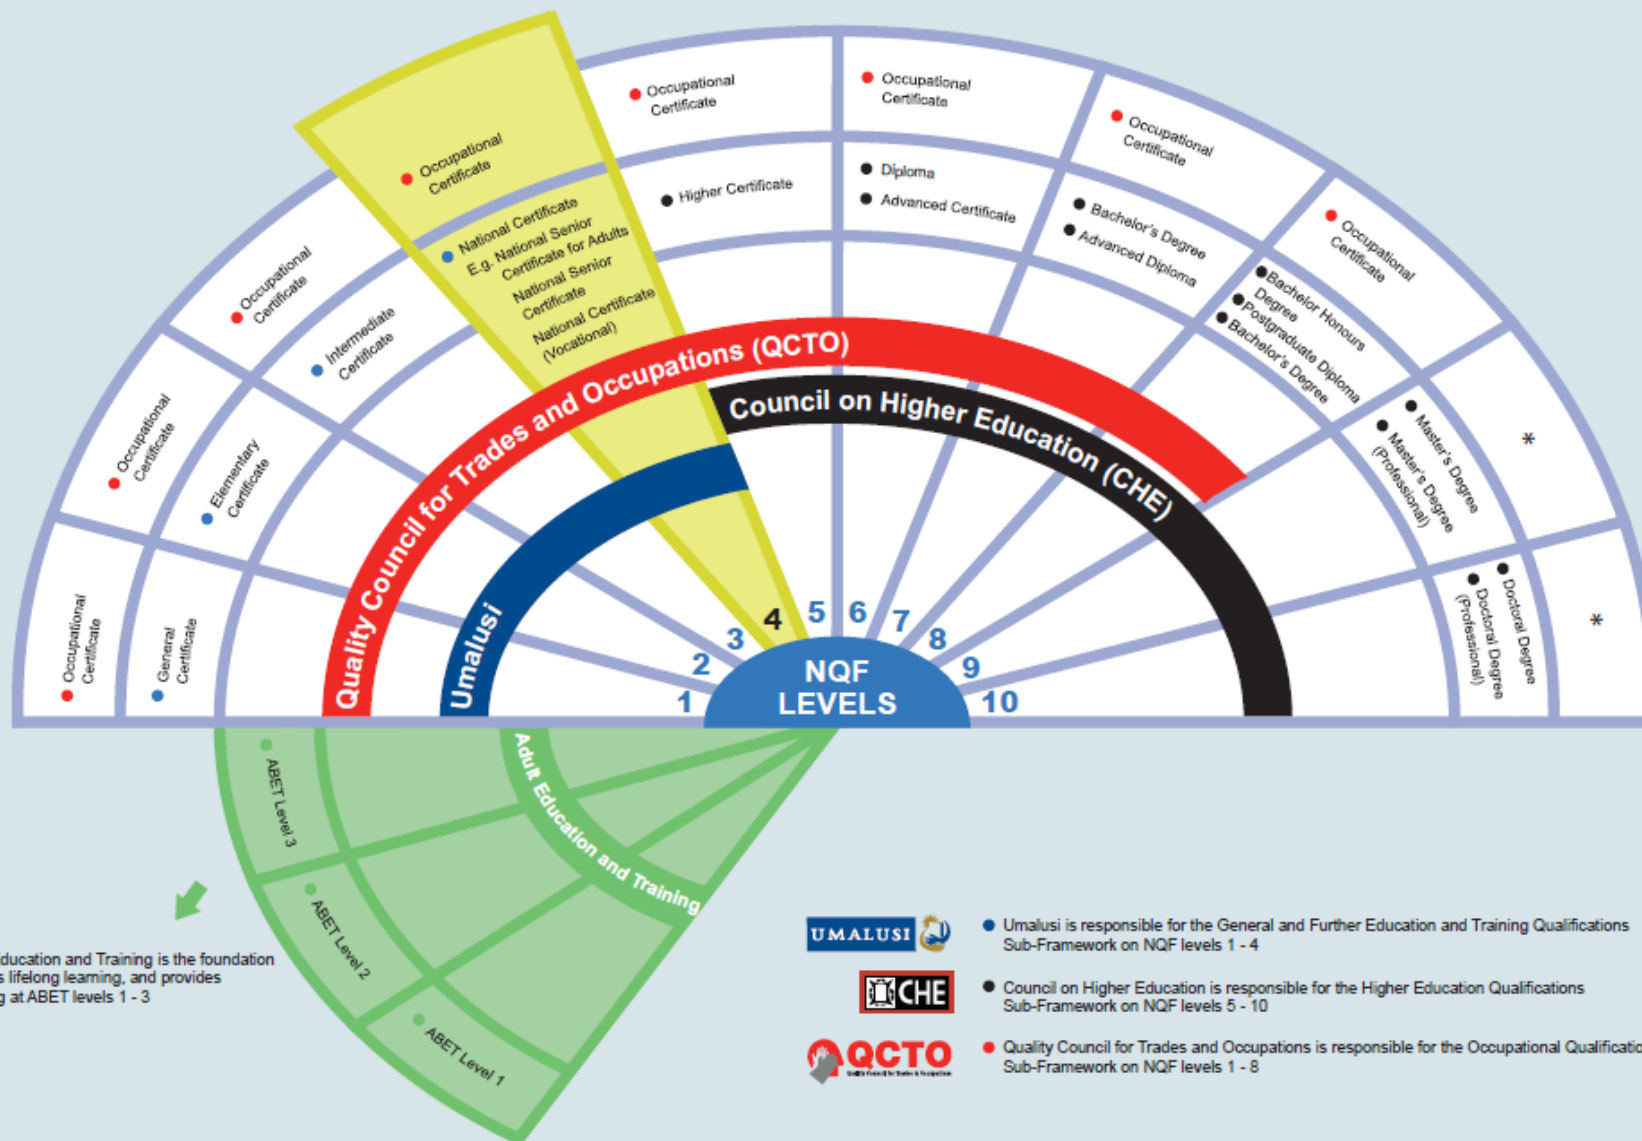 Occupational
Certificate
General
Certificate
Occupational
Certificate
Elementary
Certificate
Occupational
Certificate
Intermediate
Certificate
Occupational
Certificate
National Certificate
E.g. National Senior
Certificate for Adults
National Senior
Certificate
National Certificate
(Vocational)
Occupational
Certificate
Higher Certificate
Occupational
Certificate
Diploma
Advanced Certificate
Occupational
Certificate
Bachelor's Degree
Advanced Diploma
Occupational
Certificate
Bachelor Honours
Degree
Postgraduate Diploma
Bachelor's Degree
*
Master's Degree
Master's Degree
(Professional)
*
Doctoral Degree
Doctoral Degree
(Professional)
Quality Council for Trades and Occupations (QCTO)
Council on Higher Education (CHE)
Umalusi
1
2
3
4
5
6
7
8
9
10
NQF
LEVELS
Adult Education and Training
ABET Level 3
ABET Level 2
ABET Level 1
ducation and Training is the foundation
s lifelong learning, and provides
g at ABET levels 1 - 3
UMALUSI
Umalusi is responsible for the General and Further Education and Training Qualifications
Sub-Framework on NQF levels 1 - 4
CHE
Council on Higher Education is responsible for the Higher Education Qualifications
Sub-Framework on NQF levels 5 - 10
QCTO
Quality Council for Trades & Occupations
Quality Council for Trades and Occupations is responsible for the Occupational Qualificatio
Sub-Framework on NQF levels 1 - 8